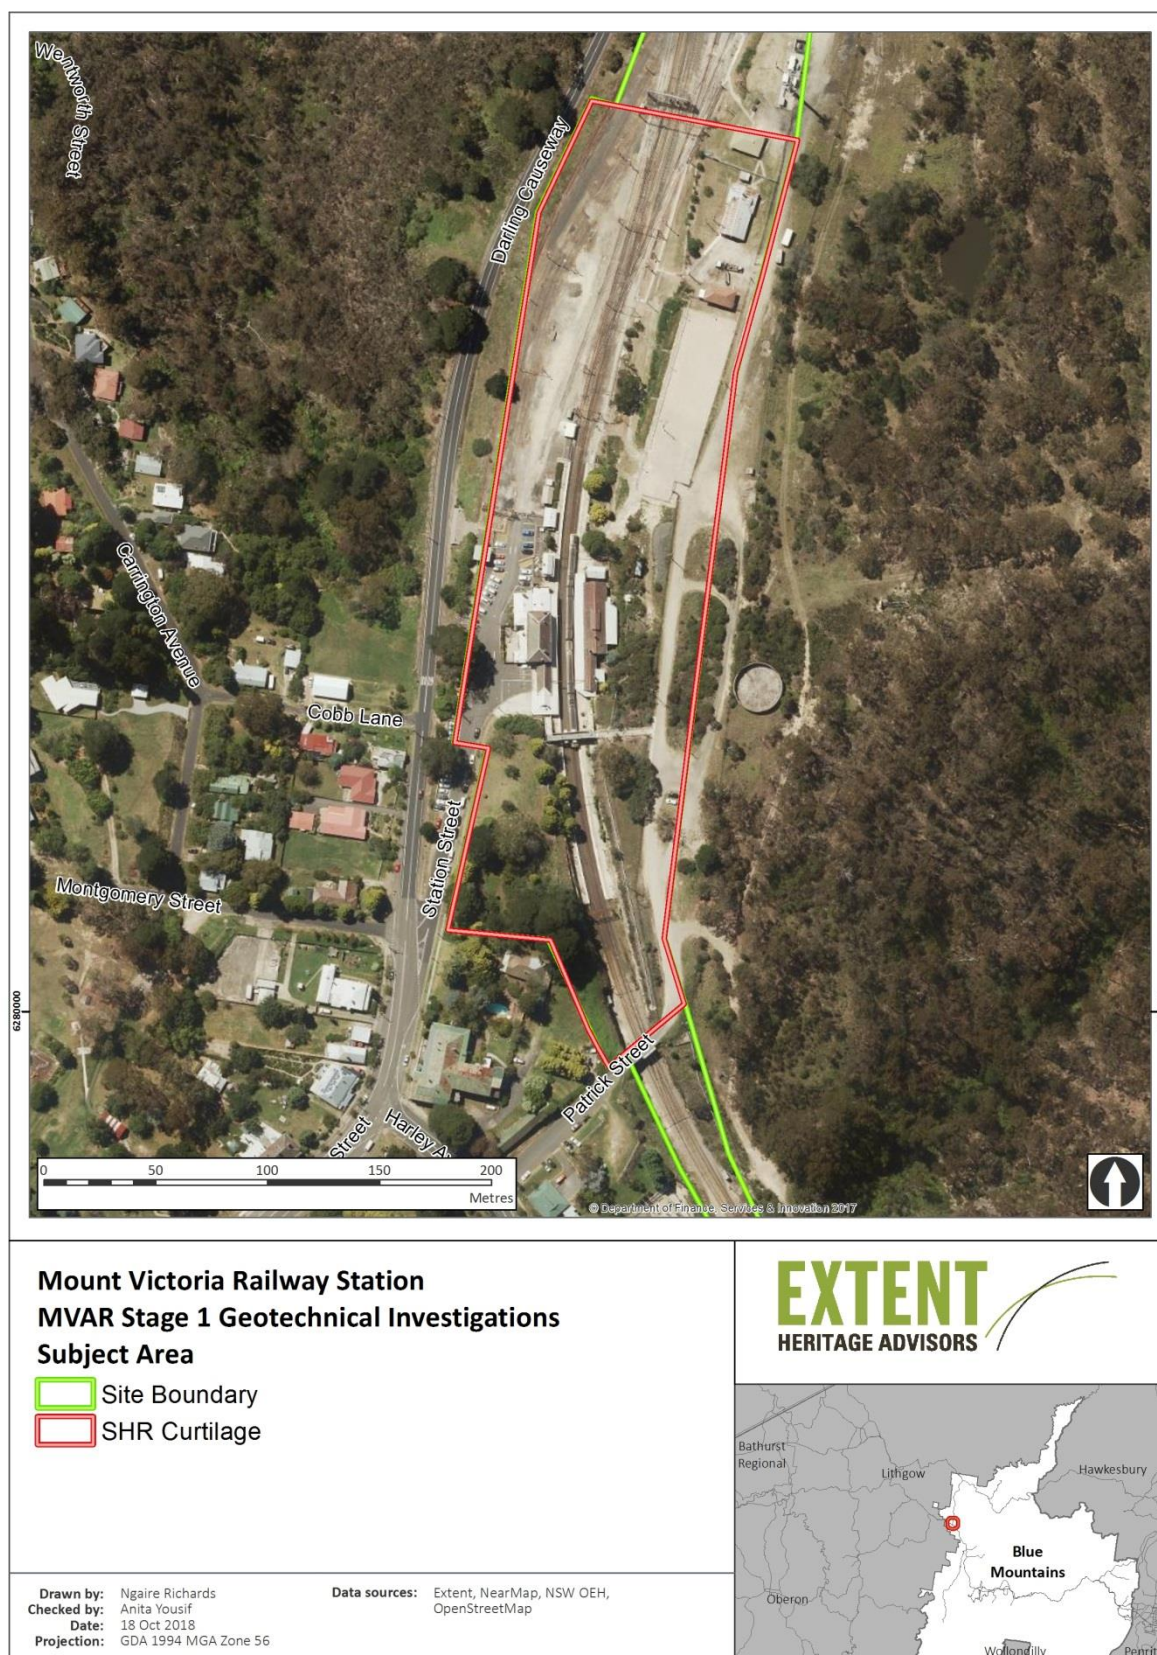 Wentworth Street
Darling Causeway
Carrington Avenue
Cobb Lane
Station Street
Montgomery Street
6280000
Patrick Street
Harley Av
Street
0 50 100 150 200
Metres
© Department of Finance, Services & Innovation 2017
Mount Victoria Railway Station
MVAR Stage 1 Geotechnical Investigations
Subject Area
Site Boundary
SHR Curtilage
EXTENT
HERITAGE ADVISORS
Bathurst
Regional
Lithgow
Hawkesbury
Blue
Mountains
Oberon
Wollondilly
Penrit
Drawn by: Ngaire Richards
Checked by: Anita Yousif
Date: 18 Oct 2018
Projection: GDA 1994 MGA Zone 56
Data sources: Extent, NearMap, NSW OEH,
OpenStreetMap